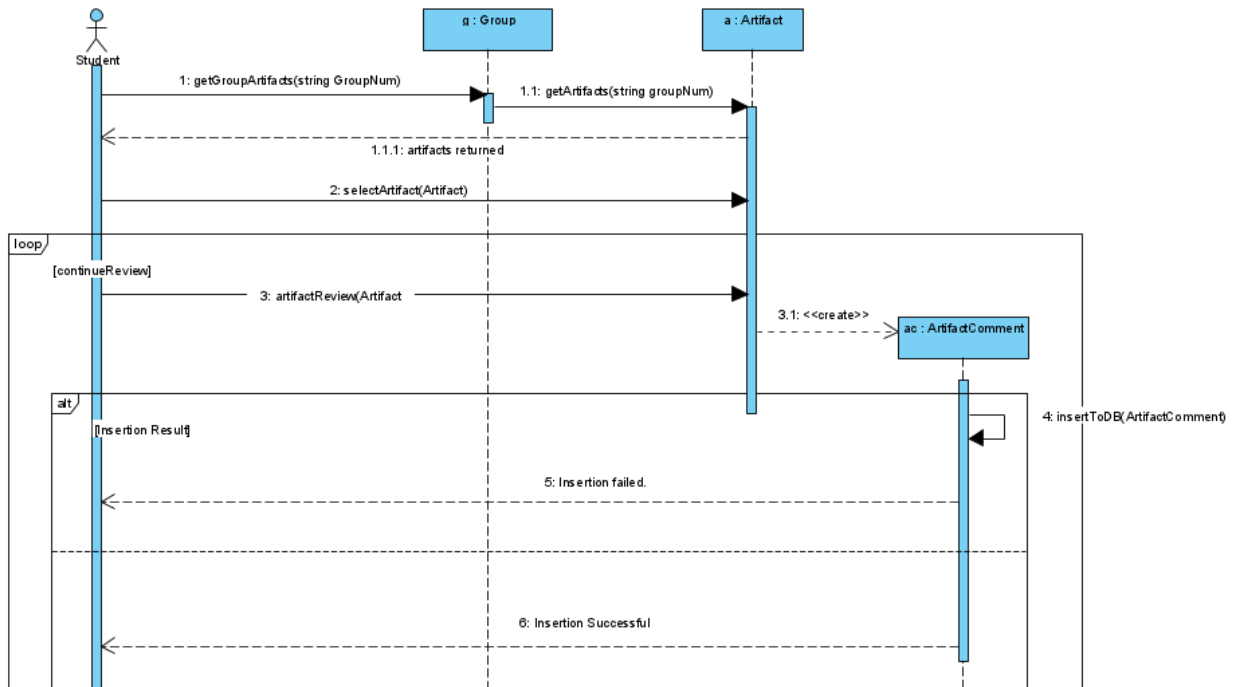 Student
g : Group
a : Artifact
1: getGroupArtifacts(string GroupNum)
1.1: getArtifacts(string groupNum)
1.1.1: artifacts returned
2: selectArtifact(Artifact)
loop
[continueReview]
3: artifactReview(Artifact
3.1: <<create>>
ac : ArtifactComment
alt
[Insertion Result]
4: insertToDB(ArtifactComment)
5: Insertion failed.
6: Insertion Successful